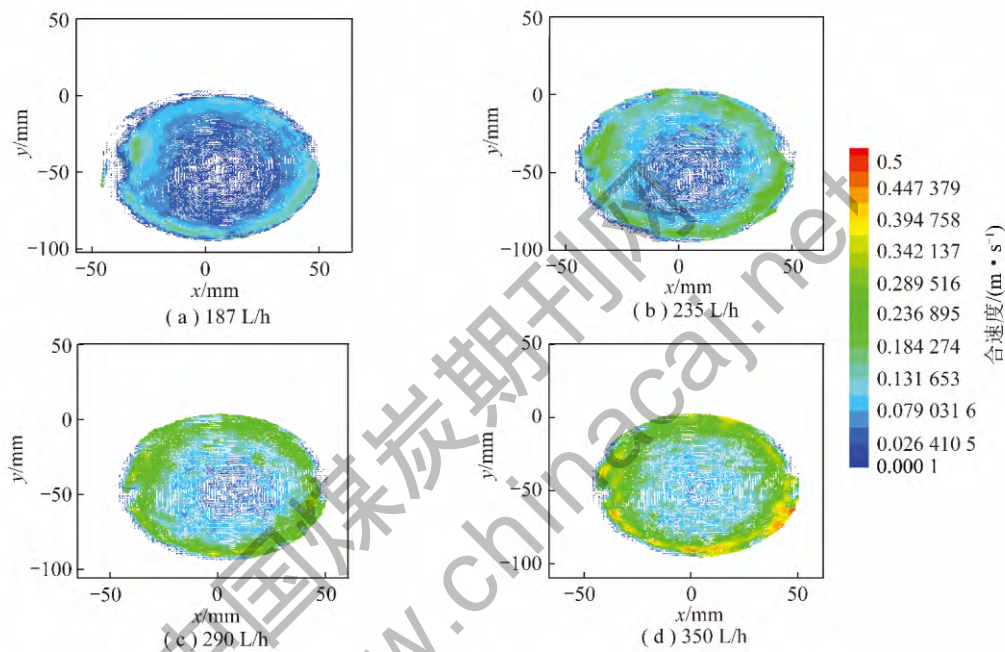 50
0
−50
−100
y/mm
−50
0
50
x/mm
( a ) 187 L/h
50
0
−50
−100
y/mm
−50
0
50
x/mm
( b ) 235 L/h
50
0
−50
−100
y/mm
−50
0
50
x/mm
( c ) 290 L/h
50
0
−50
−100
y/mm
−50
0
50
x/mm
( d ) 350 L/h
0.5
0.447 379
0.394 758
0.342 137
0.289 516
0.236 895
0.184 274
0.131 653
0.079 031 6
0.026 410 5
0.000 1
合速度/(m • s⁻¹)
中国煤炭期刊网
www.chinacaj.net